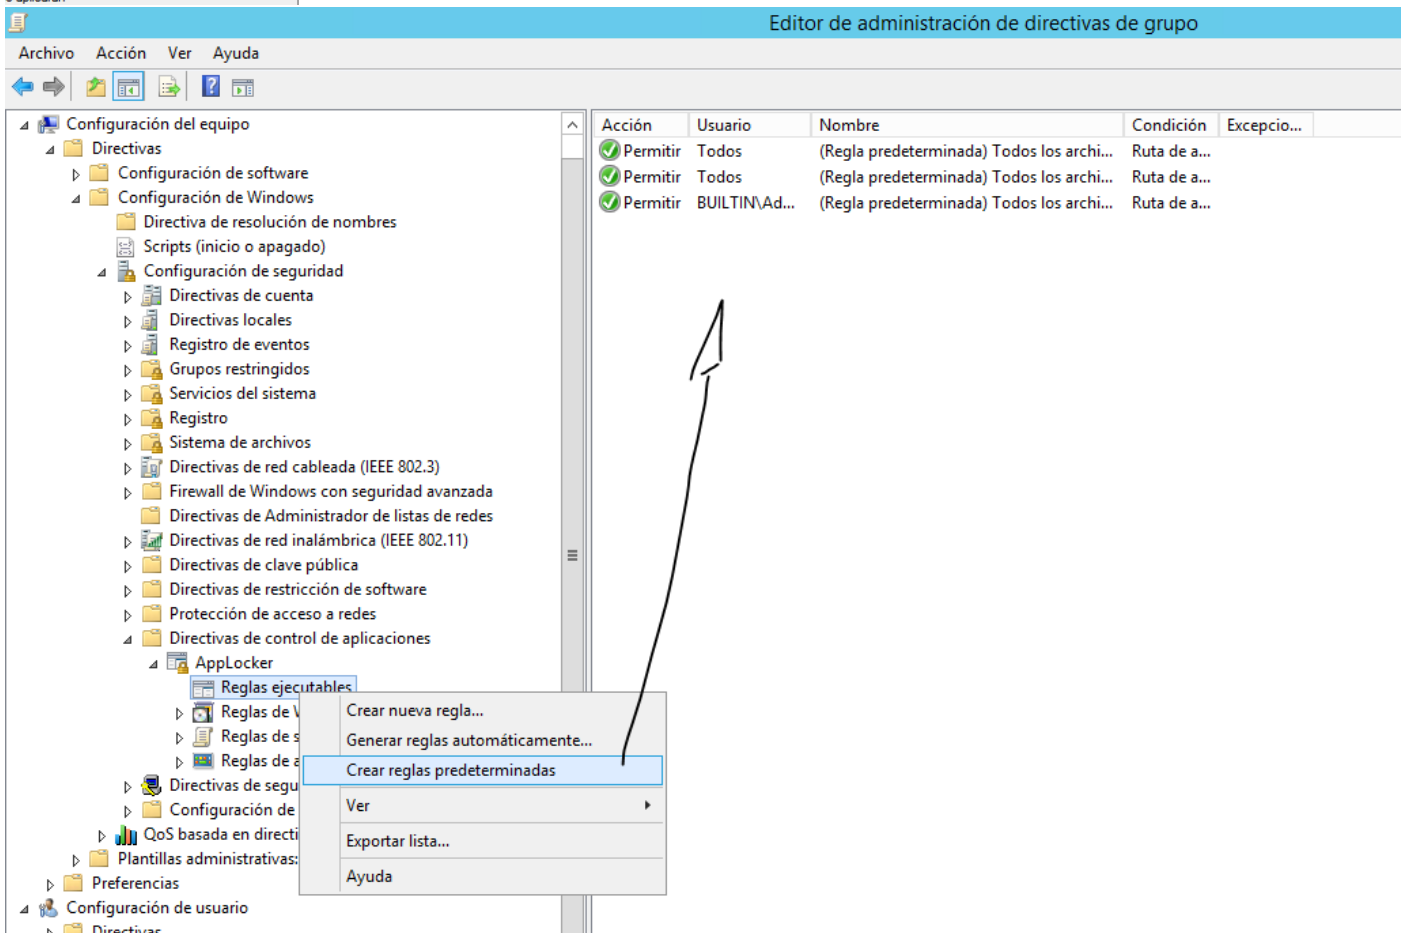 Editor de administración de directivas de grupo
Archivo Acción Ver Ayuda
Configuración del equipo
Directivas
Configuración de software
Configuración de Windows
Directiva de resolución de nombres
Scripts (inicio o apagado)
Configuración de seguridad
Directivas de cuenta
Directivas locales
Registro de eventos
Grupos restringidos
Servicios del sistema
Registro
Sistema de archivos
Directivas de red cableada (IEEE 802.3)
Firewall de Windows con seguridad avanzada
Directivas de Administrador de listas de redes
Directivas de red inalámbrica (IEEE 802.11)
Directivas de clave pública
Directivas de restricción de software
Protección de acceso a redes
Directivas de control de aplicaciones
AppLocker
Reglas ejecutables
Reglas de
Reglas de s
Reglas de a
Directivas de segu
Configuración de
QoS basada en directi
Plantillas administrativas:
Preferencias
Configuración de usuario
Directivas
Acción Usuario Nombre Condición Excepcio...
Permitir Todos (Regla predeterminada) Todos los archi... Ruta de a...
Permitir Todos (Regla predeterminada) Todos los archi... Ruta de a...
Permitir BUILTIN\Ad... (Regla predeterminada) Todos los archi... Ruta de a...
Crear nueva regla...
Generar reglas automáticamente...
Crear reglas predeterminadas
Ver
Exportar lista...
Ayuda